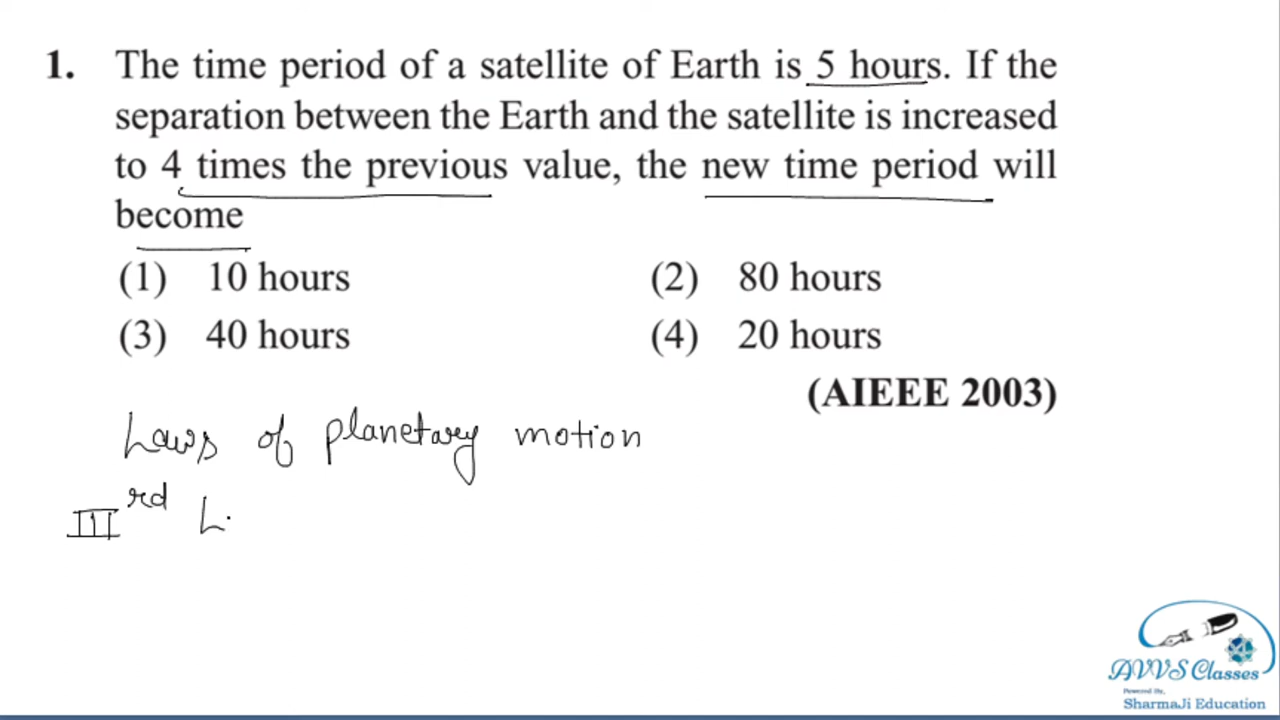 1. The time period of a satellite of Earth is 5 hours. If the
separation between the Earth and the satellite is increased
to 4 times the previous value, the new time period will
become
(1) 10 hours (2) 80 hours
(3) 40 hours (4) 20 hours
(AIEEE 2003)
Laws of planetary motion
IIIrd L
AVVS Classes
Powered By,
SharmaJi Education